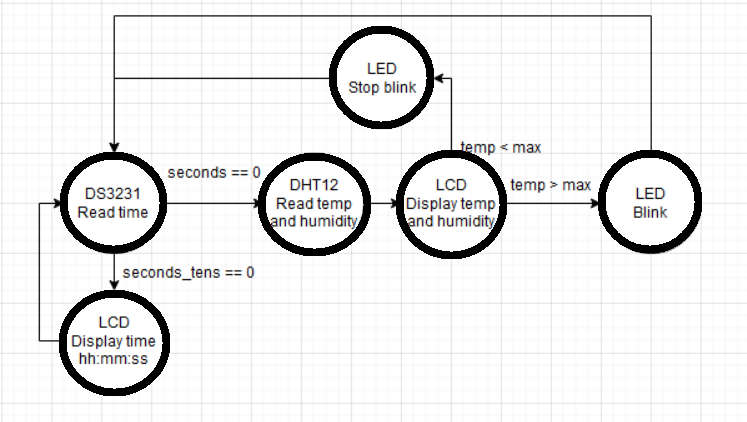 LED
Stop blink
temp < max
seconds == 0
DS3231
Read time
DHT12
Read temp
and humidity
LCD
Display temp
and humidity
temp > max
LED
Blink
seconds_tens == 0
LCD
Display time
hh:mm:ss